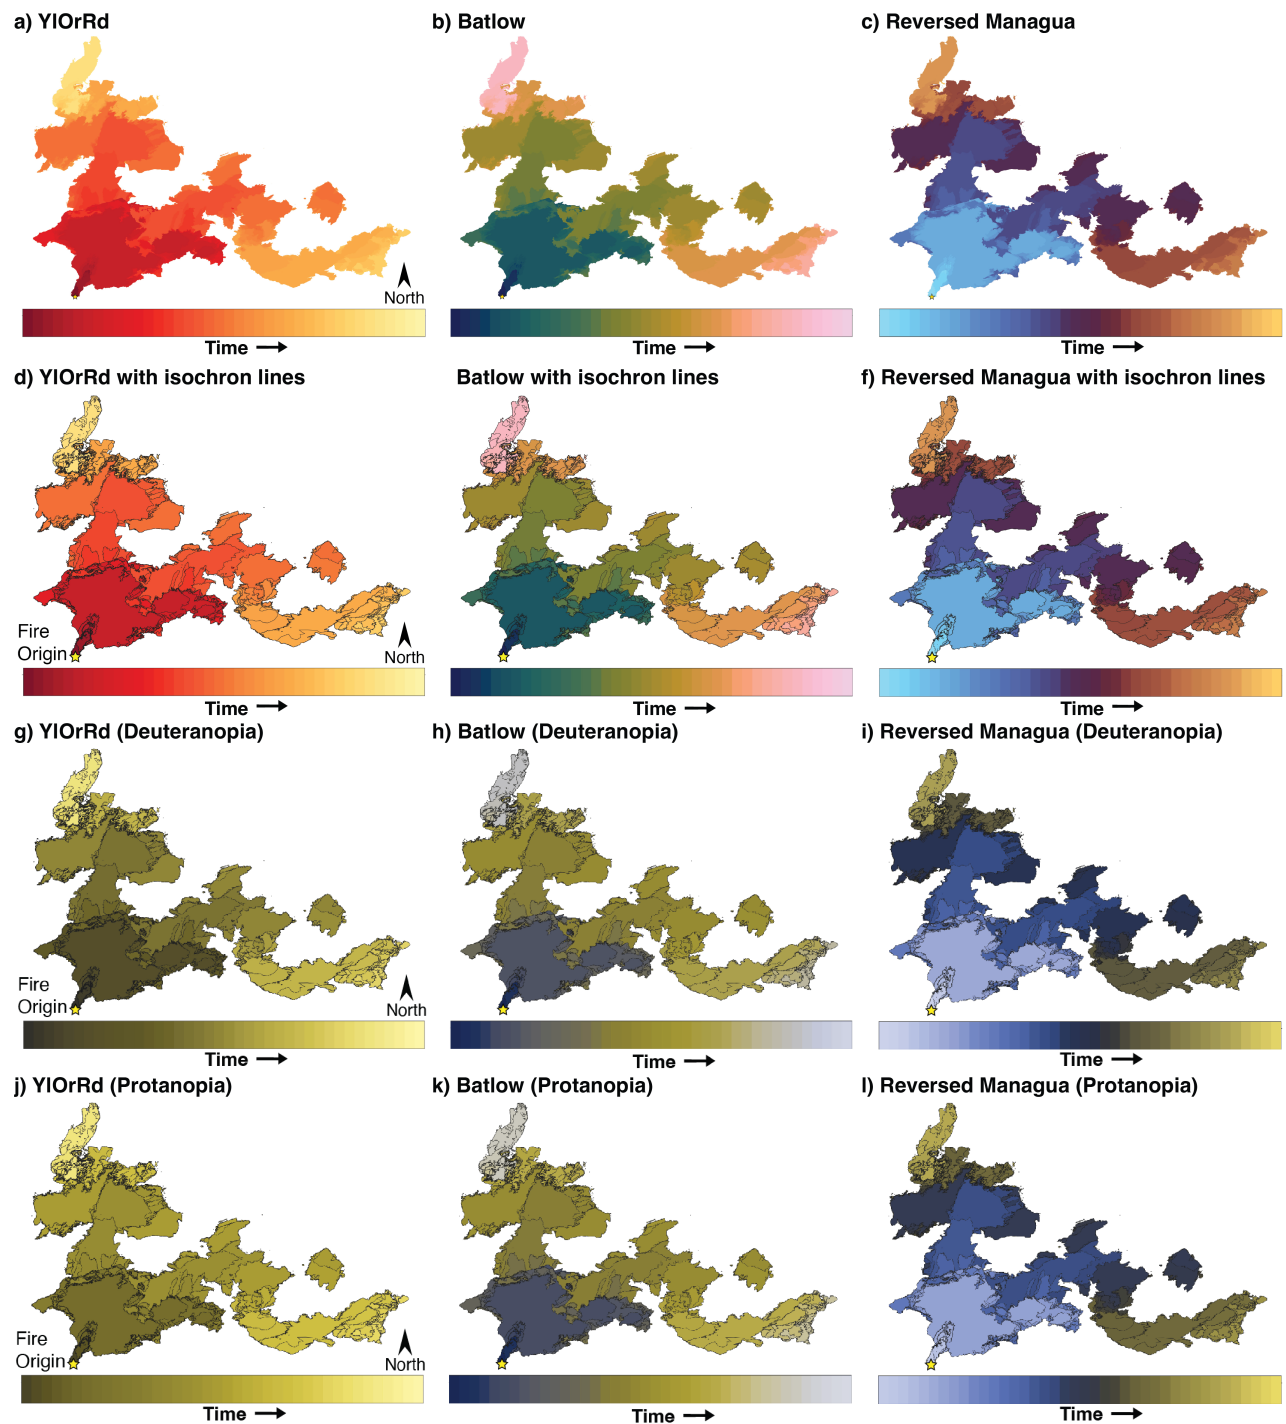 a) YlOrRd
b) Batlow
c) Reversed Managua
North
Time
Time
Time
d) YlOrRd with isochron lines
Batlow with isochron lines
f) Reversed Managua with isochron lines
Fire
Origin
North
Time
Time
Time
g) YlOrRd (Deuteranopia)
h) Batlow (Deuteranopia)
i) Reversed Managua (Deuteranopia)
Fire
Origin
North
Time
Time
Time
j) YlOrRd (Protanopia)
k) Batlow (Protanopia)
l) Reversed Managua (Protanopia)
Fire
Origin
North
Time
Time
Time